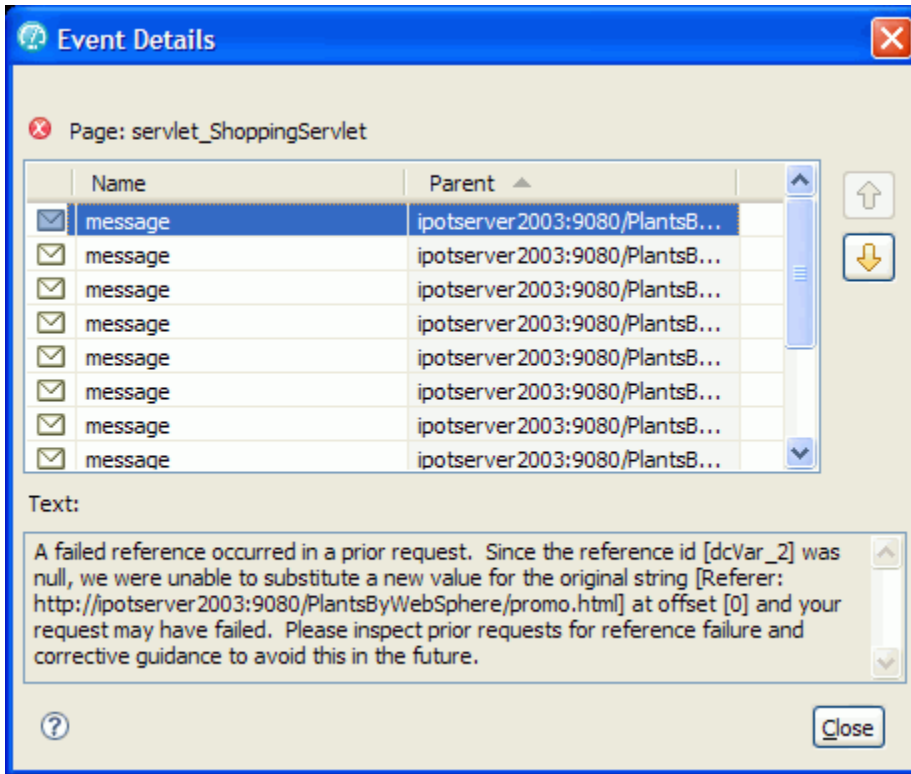 Event Details
Page: servlet_ShoppingServlet
Name Parent
message ipotserver2003:9080/PlantsB...
message ipotserver2003:9080/PlantsB...
message ipotserver2003:9080/PlantsB...
message ipotserver2003:9080/PlantsB...
message ipotserver2003:9080/PlantsB...
message ipotserver2003:9080/PlantsB...
message ipotserver2003:9080/PlantsB...
message ipotserver2003:9080/PlantsB...
Text:
A failed reference occurred in a prior request.  Since the reference id [dcVar_2] was
null, we were unable to substitute a new value for the original string [Referer:
http://ipotserver2003:9080/PlantsByWebSphere/promo.html] at offset [0] and your
request may have failed.  Please inspect prior requests for reference failure and
corrective guidance to avoid this in the future.
Close